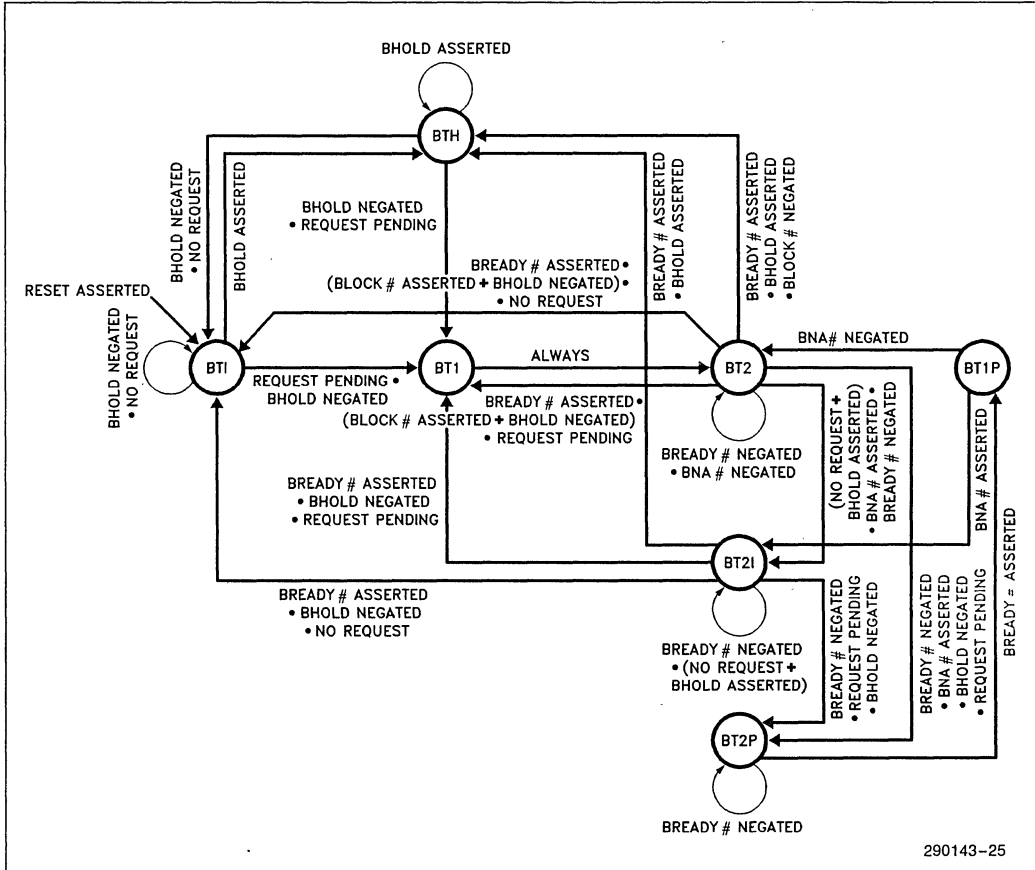 BHOLD ASSERTED
BTH
BHOLD NEGATED
• NO REQUEST
BHOLD ASSERTED
BHOLD NEGATED
• REQUEST PENDING
BREADY # ASSERTED
• BHOLD ASSERTED
BREADY # ASSERTED
• BHOLD ASSERTED
• BLOCK # NEGATED
BREADY # ASSERTED •
(BLOCK # ASSERTED + BHOLD NEGATED) •
• NO REQUEST
RESET ASSERTED
BHOLD NEGATED
• NO REQUEST
BTI
REQUEST PENDING •
BHOLD NEGATED
BT1
ALWAYS
BT2
BNA # NEGATED
BT1P
BREADY # ASSERTED •
(BLOCK # ASSERTED + BHOLD NEGATED)
• REQUEST PENDING
BREADY # NEGATED
• BNA # NEGATED
(NO REQUEST +
BHOLD ASSERTED)
• BNA # ASSERTED •
BREADY # NEGATED
BNA # ASSERTED
BREADY = ASSERTED
BREADY # ASSERTED
• BHOLD NEGATED
• REQUEST PENDING
BT2I
BREADY # ASSERTED
• BHOLD NEGATED
• NO REQUEST
BREADY # NEGATED
• (NO REQUEST +
BHOLD ASSERTED)
BREADY # NEGATED
• REQUEST PENDING
• BHOLD NEGATED
BREADY # NEGATED
• BNA # ASSERTED
• BHOLD NEGATED
• REQUEST PENDING
BT2P
BREADY # NEGATED
290143-25